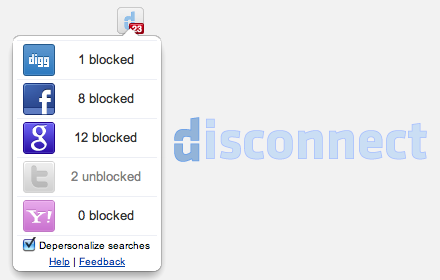 23
digg 1 blocked
f 8 blocked
g 12 blocked
t 2 unblocked
Y! 0 blocked
Depersonalize searches
Help | Feedback
disconnect